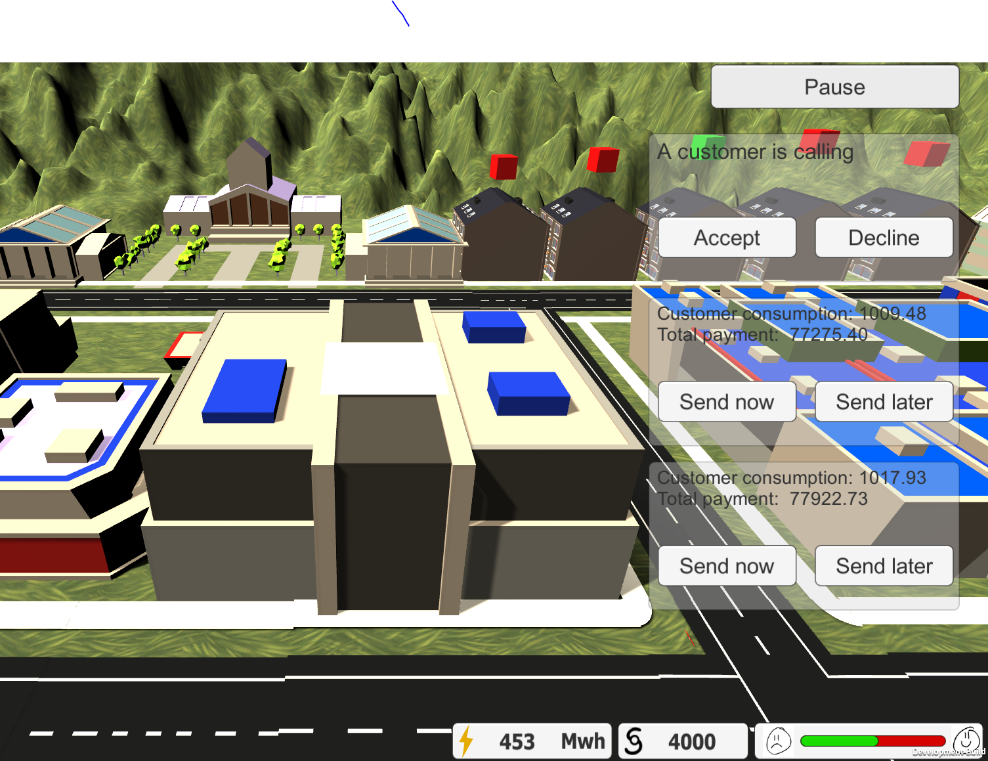 Pause
A customer is calling
Accept
Decline
Customer consumption: 1009.48
Total payment: 77275.40
Send now
Send later
Customer consumption: 1017.93
Total payment: 77922.73
Send now
Send later
453 Mwh
4000
Development Build